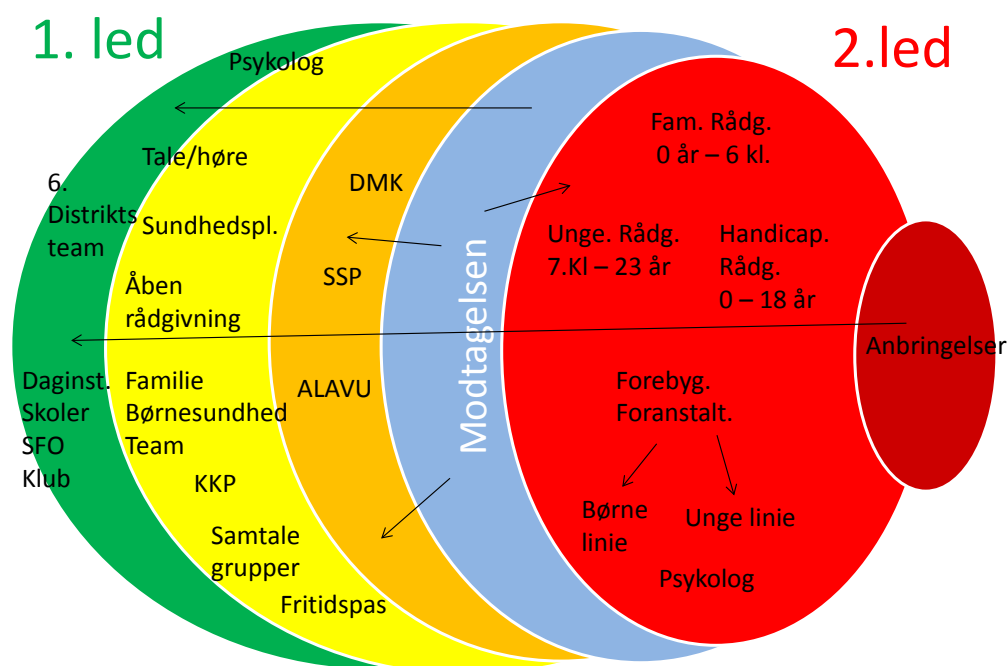 1. led
2.led
Psykolog
Tale/høre
6.
Distrikts
team
Sundhedspl.
Åben
rådgivning
Daginst.
Skoler
SFO
Klub
Familie
Børnesundhed
Team
KKP
Samtale
grupper
Fritidspas
DMK
SSP
ALAVU
Modtagelsen
Fam. Rådg.
0 år – 6 kl.
Unge. Rådg.
7.Kl – 23 år
Handicap.
Rådg.
0 – 18 år
Anbringelser
Forebyg.
Foranstalt.
Børne
linie
Unge linie
Psykolog